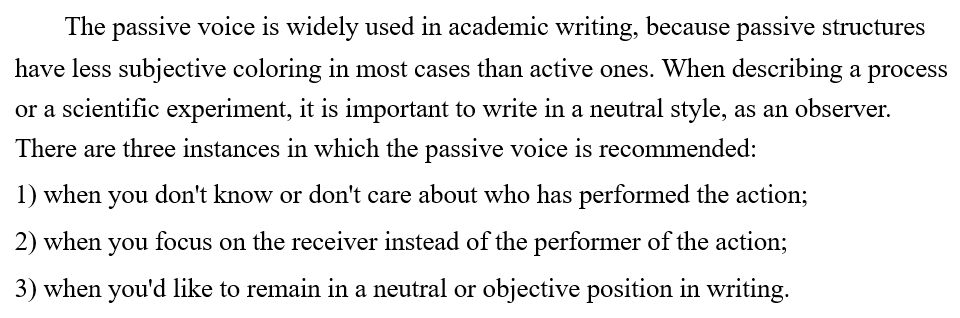 The passive voice is widely used in academic writing, because passive structures
have less subjective coloring in most cases than active ones. When describing a process
or a scientific experiment, it is important to write in a neutral style, as an observer.
There are three instances in which the passive voice is recommended:
1) when you don't know or don't care about who has performed the action;
2) when you focus on the receiver instead of the performer of the action;
3) when you'd like to remain in a neutral or objective position in writing.